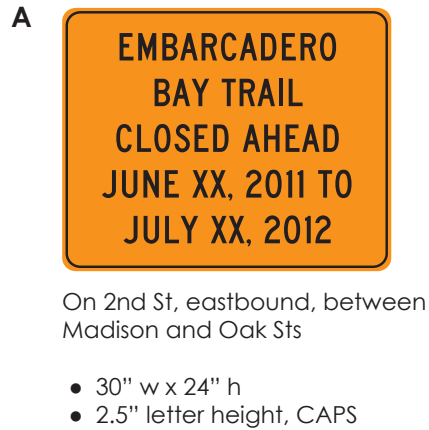 A
EMBARCADERO
BAY TRAIL
CLOSED AHEAD
JUNE XX, 2011 TO
JULY XX, 2012
On 2nd St, eastbound, between
Madison and Oak Sts
● 30” w x 24” h
● 2.5” letter height, CAPS